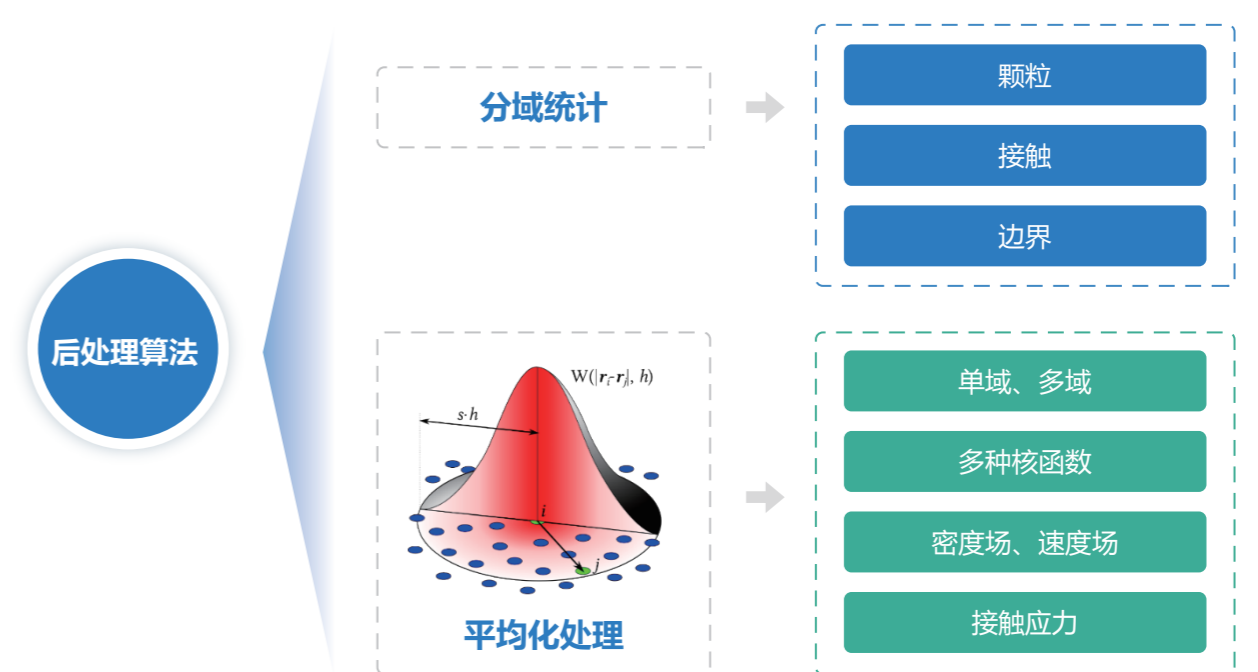 后处理算法
分域统计
颗粒
接触
边界
W(|rᵢ-rⱼ|, h)
s·h
i
j
平均化处理
单域、多域
多种核函数
密度场、速度场
接触应力